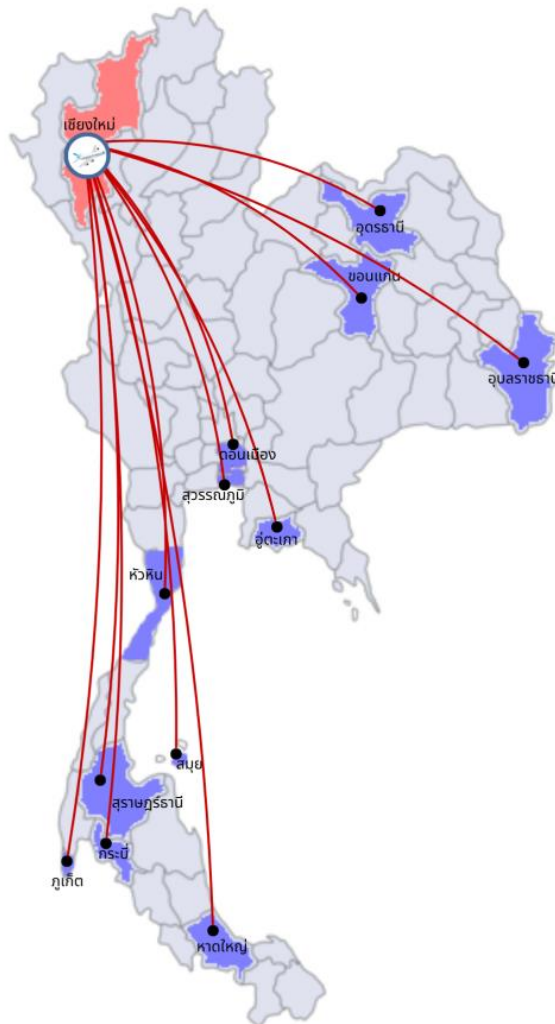 เชียงใหม่
อุดรธานี
ขอนแก่น
อุบลราชธานี
ดอนเมือง
สุวรรณภูมิ
อู่ตะเภา
หัวหิน
สมุย
สุราษฎร์ธานี
กระบี่
ภูเก็ต
หาดใหญ่